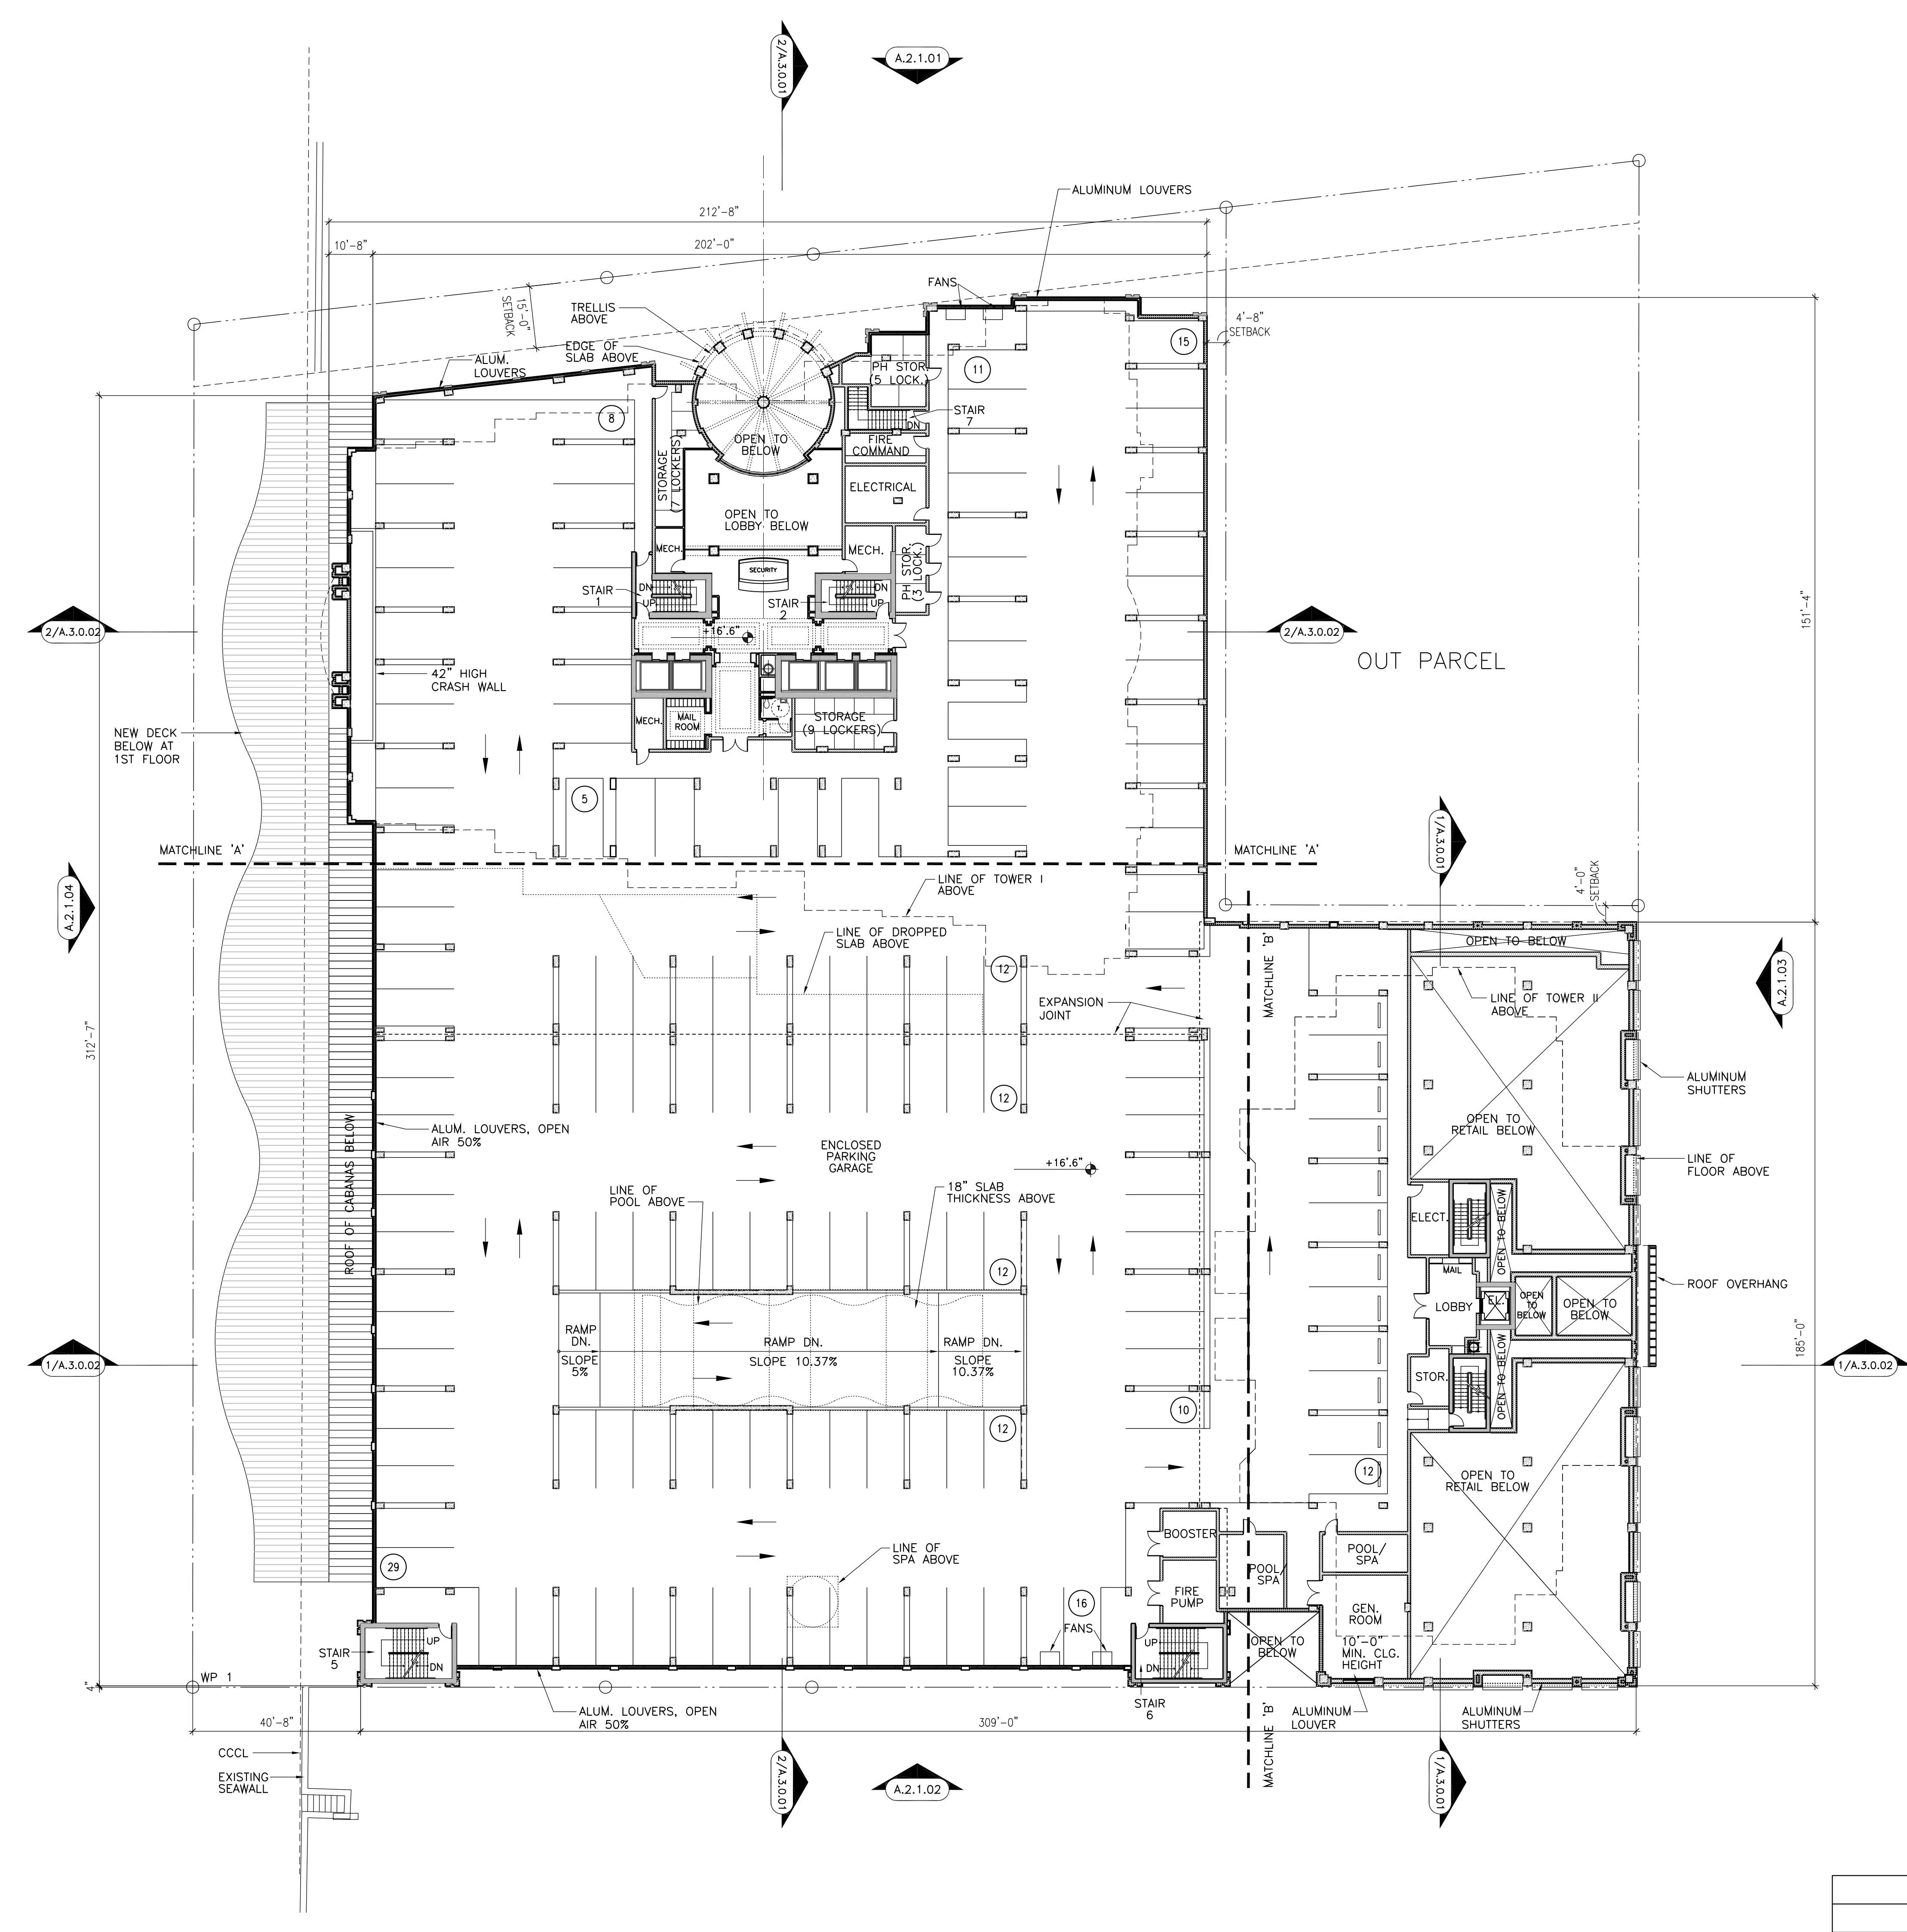 2/A.3.0.01
A.2.1.01
ALUMINUM LOUVERS
212'-8"
10'-8"
202'-0"
15'-0"
SETBACK
TRELLIS
ABOVE
FANS
4'-8"
SETBACK
EDGE OF
SLAB ABOVE
ALUM.
LOUVERS
15
11
PH STOR.
(5 LOCK.)
8
STAIR
7
DN
OPEN TO
BELOW
FIRE
COMMAND
STORAGE
(7 LOCKERS)
ELECTRICAL
OPEN TO
LOBBY BELOW
MECH.
MECH.
PH STOR.
(3 LOCK.)
SECURITY
STAIR
1
DN
UP
STAIR
2
DN
UP
2/A.3.0.02
+16'.6"
2/A.3.0.02
151'-4"
OUT PARCEL
42" HIGH
CRASH WALL
MECH.
MAIL
ROOM
T.
STORAGE
(9 LOCKERS)
NEW DECK
BELOW AT
1ST FLOOR
5
1/A.3.0.01
MATCHLINE 'A'
MATCHLINE 'A'
LINE OF TOWER I
ABOVE
4'-0"
SETBACK
A.2.1.04
LINE OF DROPPED
SLAB ABOVE
OPEN TO BELOW
12
MATCHLINE 'B'
A.2.1.03
EXPANSION
JOINT
LINE OF TOWER II
ABOVE
312'-7"
ALUMINUM
SHUTTERS
12
ALUM. LOUVERS, OPEN
AIR 50%
ROOF OF CABANAS BELOW
ENCLOSED
PARKING
GARAGE
+16'.6"
OPEN TO
RETAIL BELOW
LINE OF
FLOOR ABOVE
LINE OF
POOL ABOVE
18" SLAB
THICKNESS ABOVE
ELECT.
OPEN TO BELOW
12
MAIL
ROOF OVERHANG
LOBBY
EL.
OPEN
TO
BELOW
OPEN TO
BELOW
RAMP
DN.
SLOPE
5%
RAMP DN.
SLOPE 10.37%
RAMP DN.
SLOPE
10.37%
1/A.3.0.02
185'-0"
1/A.3.0.02
STOR.
OPEN TO BELOW
10
12
12
OPEN TO
RETAIL BELOW
BOOSTER
LINE OF
SPA ABOVE
POOL/
SPA
POOL/
SPA
29
FIRE
PUMP
16
GEN.
ROOM
FANS
STAIR
5
UP
DN
UP
DN
OPEN TO
BELOW
10'-0"
MIN. CLG.
HEIGHT
WP 1
4"
STAIR
6
ALUM. LOUVERS, OPEN
AIR 50%
ALUMINUM
LOUVER
ALUMINUM
SHUTTERS
40'-8"
309'-0"
MATCHLINE 'B'
CCCL
EXISTING
SEAWALL
2/A.3.0.01
A.2.1.02
1/A.3.0.01